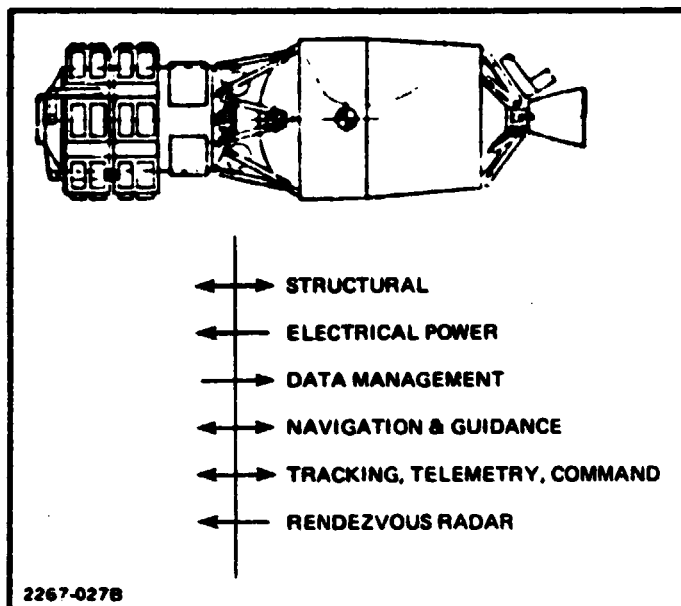 STRUCTURAL
ELECTRICAL POWER
DATA MANAGEMENT
NAVIGATION & GUIDANCE
TRACKING, TELEMETRY, COMMAND
RENDEZVOUS RADAR
2267-027B